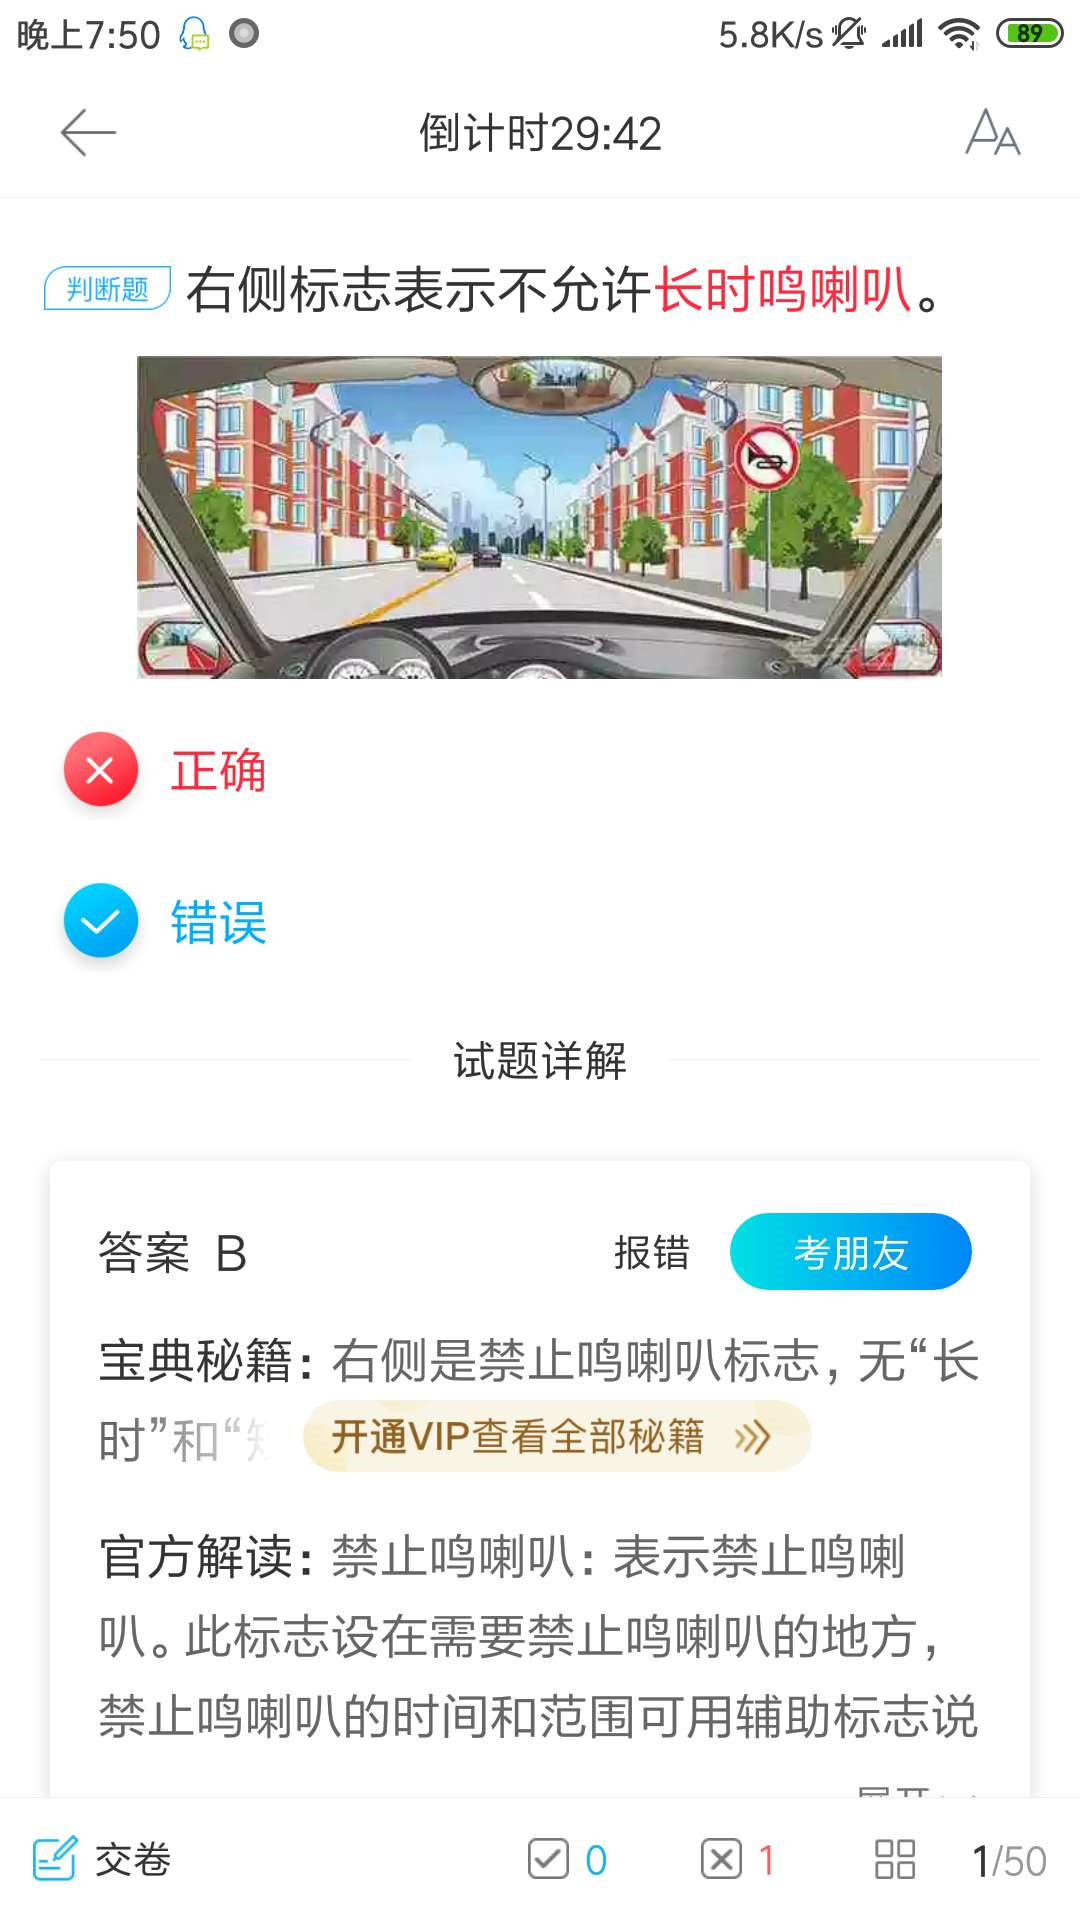 晚上7:50 5.8K/s 89
倒计时29:42
判断题 右侧标志表示不允许长时鸣喇叭。
正确
错误
试题详解
答案 B 报错 考朋友
宝典秘籍：右侧是禁止鸣喇叭标志，无“长
时”和“ 开通VIP查看全部秘籍
官方解读：禁止鸣喇叭：表示禁止鸣喇
叭。此标志设在需要禁止鸣喇叭的地方，
禁止鸣喇叭的时间和范围可用辅助标志说
展开
交卷 0 1 1/50